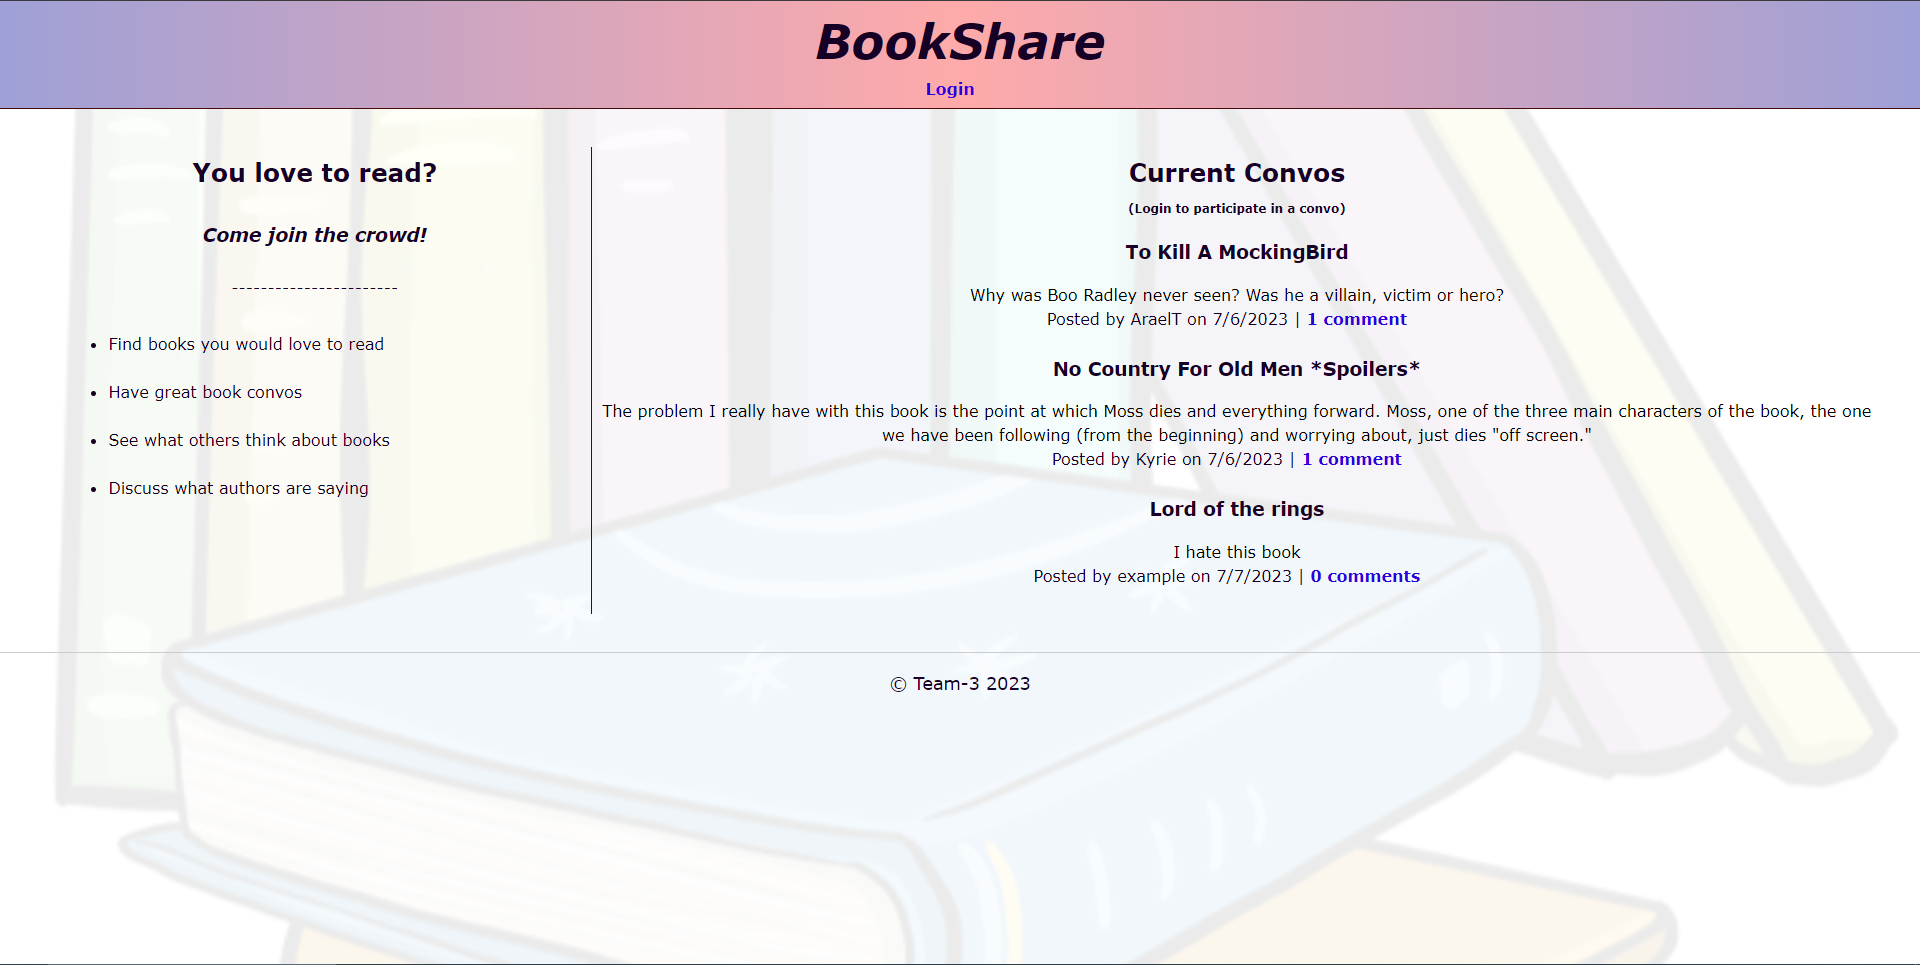 BookShare
Login
You love to read?
Come join the crowd!
-----------------------
Find books you would love to read
Have great book convos
See what others think about books
Discuss what authors are saying
Current Convos
(Login to participate in a convo)
To Kill A MockingBird
Why was Boo Radley never seen? Was he a villain, victim or hero?
Posted by AraelT on 7/6/2023 | 1 comment
No Country For Old Men *Spoilers*
The problem I really have with this book is the point at which Moss dies and everything forward. Moss, one of the three main characters of the book, the one
we have been following (from the beginning) and worrying about, just dies "off screen."
Posted by Kyrie on 7/6/2023 | 1 comment
Lord of the rings
I hate this book
Posted by example on 7/7/2023 | 0 comments
© Team-3 2023